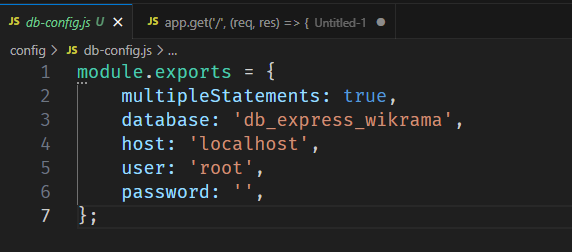 JS db-config.js U × JS app.get('/', (req, res) => { Untitled-1 ●
config > JS db-config.js > ...
1 module.exports = {
2     multipleStatements: true,
3     database: 'db_express_wikrama',
4     host: 'localhost',
5     user: 'root',
6     password: '',
7 };